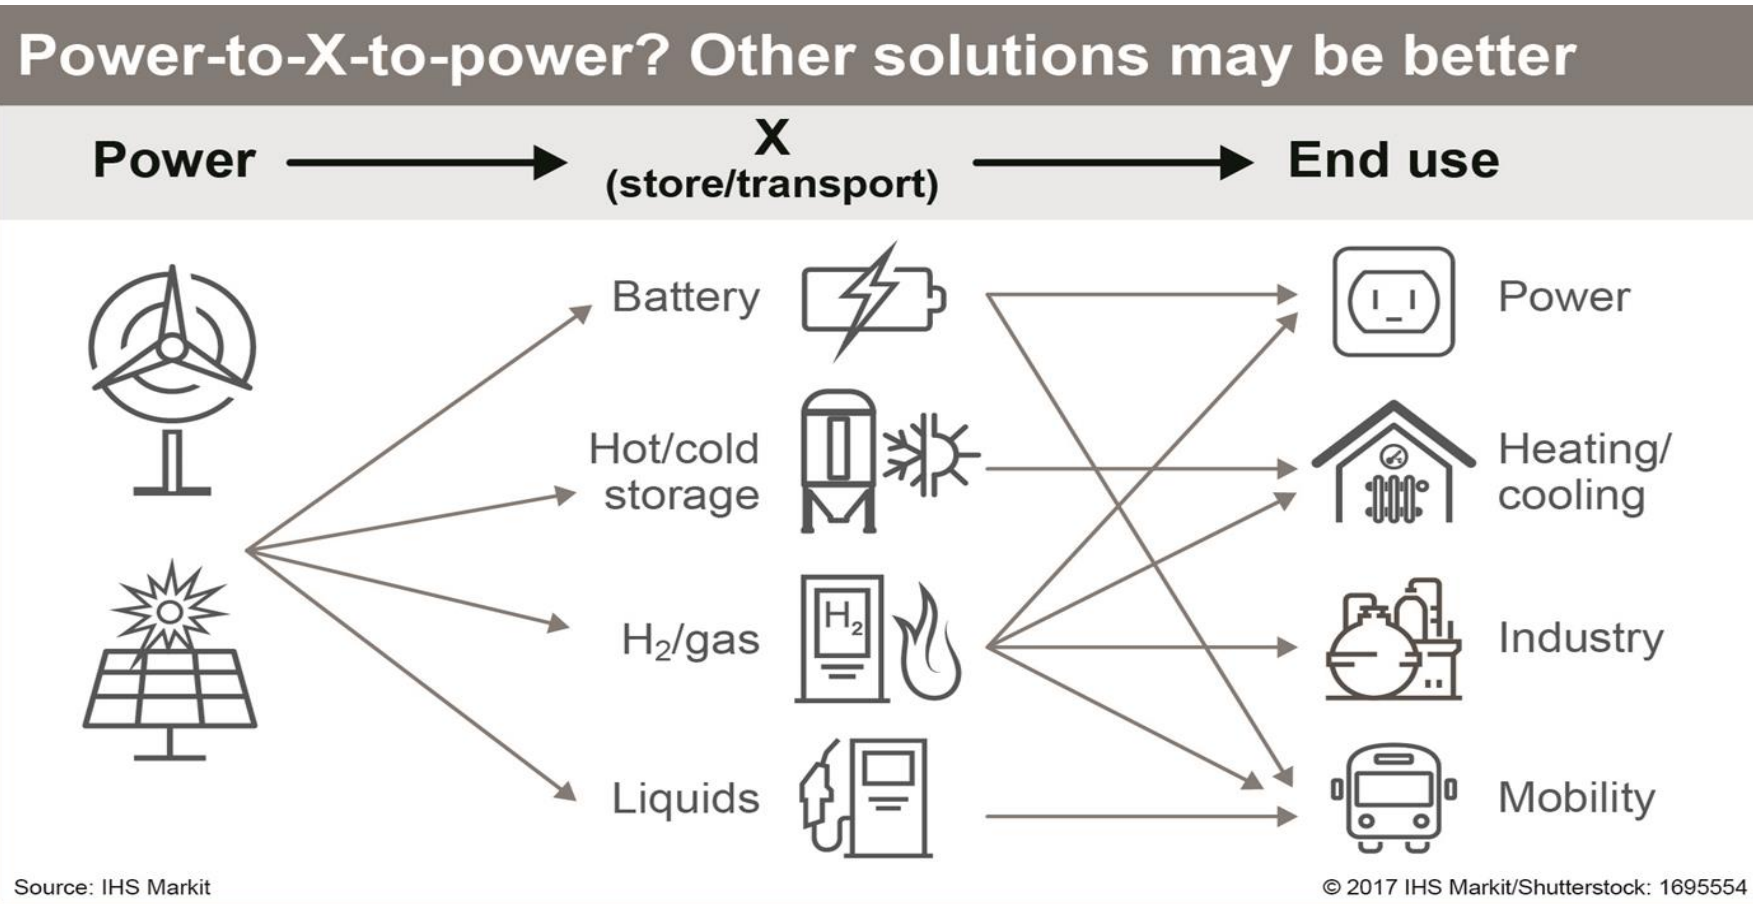 Power-to-X-to-power? Other solutions may be better
Power
X
(store/transport)
End use
Battery
Power
Hot/cold
storage
Heating/
cooling
H₂
H₂/gas
Industry
Liquids
Mobility
Source: IHS Markit
© 2017 IHS Markit/Shutterstock: 1695554